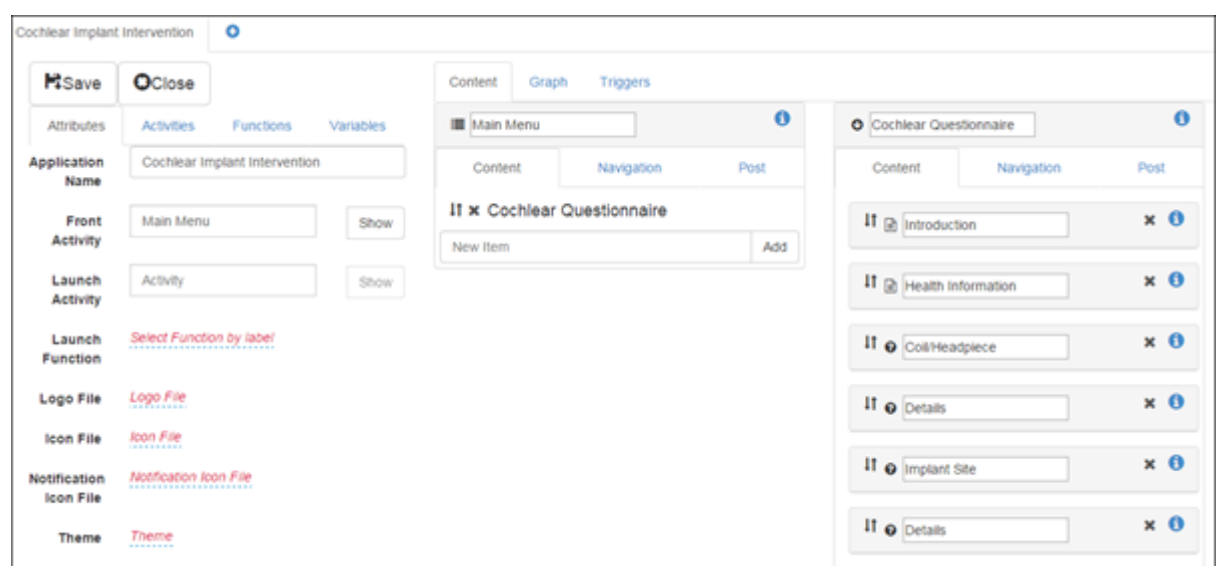 Cochlear Implant Intervention
Save Close
Attributes Activities Functions Variables
Application Name Cochlear Implant Intervention
Front Activity Main Menu Show
Launch Activity Activity Show
Launch Function Select Function by label
Logo File Logo File
Icon File Icon File
Notification Icon File Notification Icon File
Theme Theme
Content Graph Triggers
Main Menu
Content Navigation Post
Cochlear Questionnaire
New Item Add
Cochlear Questionnaire
Content Navigation Post
Introduction
Health Information
Coil/Headpiece
Details
Implant Site
Details